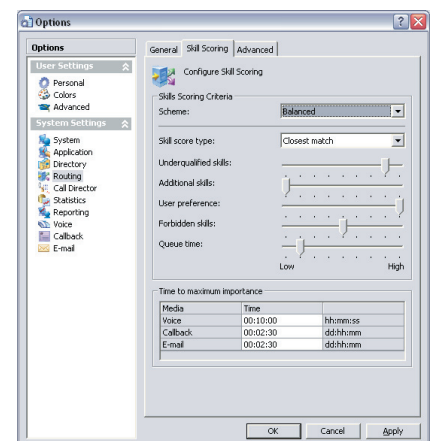 Options
Options
User Settings
Personal
Colors
Advanced
System Settings
System
Application
Directory
Routing
Call Director
Statistics
Reporting
Voice
Callback
E-mail
General Skill Scoring Advanced
Configure Skill Scoring
Skills Scoring Criteria
Scheme: Balanced
Skill score type: Closest match
Underqualified skills:
Additional skills:
User preference:
Forbidden skills:
Queue time:
Low High
Time to maximum importance
Media Time
Voice 00:10:00 hh:mm:ss
Callback 00:02:30 dd:hh:mm
E-mail 00:02:30 dd:hh:mm
OK Cancel Apply